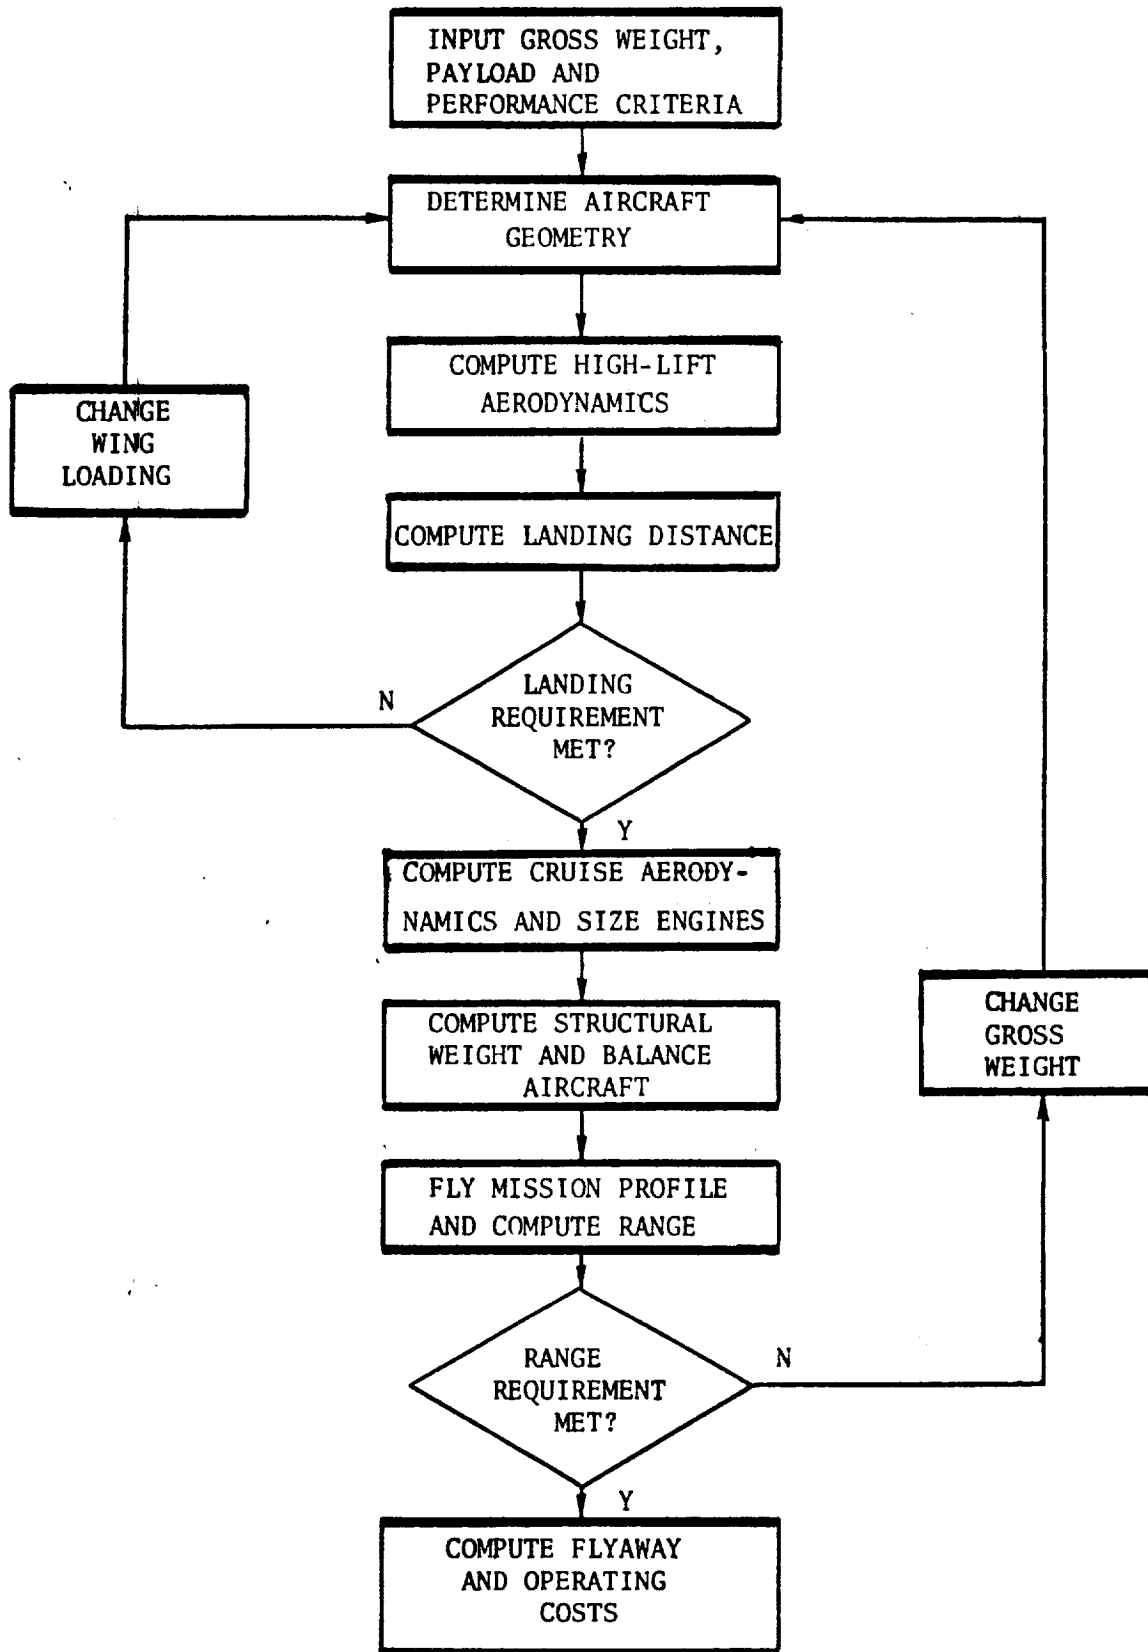 INPUT GROSS WEIGHT,
PAYLOAD AND
PERFORMANCE CRITERIA
DETERMINE AIRCRAFT
GEOMETRY
COMPUTE HIGH-LIFT
AERODYNAMICS
CHANGE
WING
LOADING
COMPUTE LANDING DISTANCE
N
LANDING
REQUIREMENT
MET?
Y
COMPUTE CRUISE AERODY-
NAMICS AND SIZE ENGINES
COMPUTE STRUCTURAL
WEIGHT AND BALANCE
AIRCRAFT
CHANGE
GROSS
WEIGHT
FLY MISSION PROFILE
AND COMPUTE RANGE
RANGE
REQUIREMENT
MET?
N
Y
COMPUTE FLYAWAY
AND OPERATING
COSTS